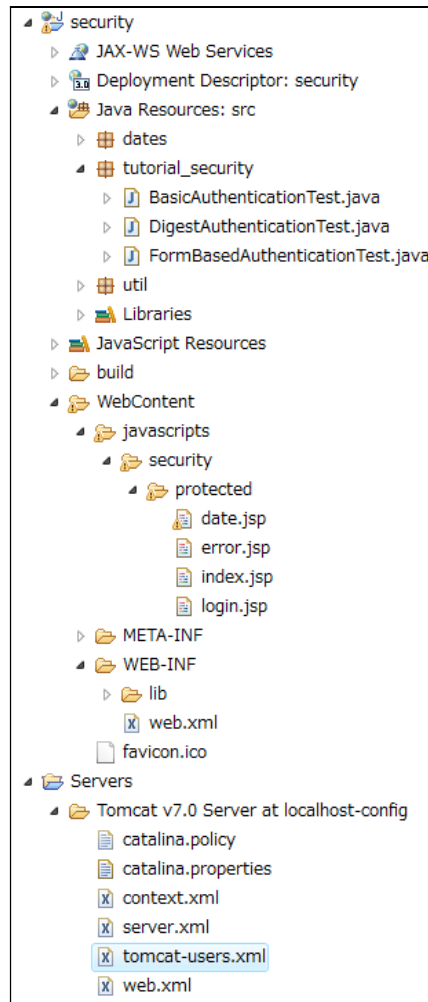 security
JAX-WS Web Services
3.0 Deployment Descriptor: security
Java Resources: src
dates
tutorial_security
J BasicAuthenticationTest.java
J DigestAuthenticationTest.java
J FormBasedAuthenticationTest.java
util
Libraries
JavaScript Resources
build
WebContent
javascripts
security
protected
date.jsp
error.jsp
index.jsp
login.jsp
META-INF
WEB-INF
lib
X web.xml
favicon.ico
Servers
Tomcat v7.0 Server at localhost-config
catalina.policy
catalina.properties
X context.xml
X server.xml
X tomcat-users.xml
X web.xml